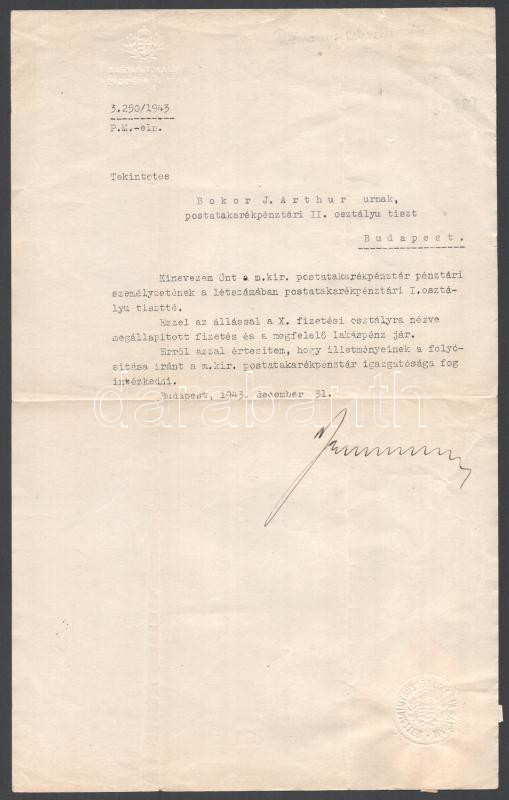 3.250/1943
P.M.-eln.
Tekintetes
Bokor J. Arthur urnak,
postatakarékpénztári II. osztályu tiszt
Budapest.
Kinevezem Önt a m.kir. postatakarékpénztár pénztári
személyzetének a létszámában postatakarékpénztári I.osztá-
lyu tisztté.
Ezzel az állással a X. fizetési osztályra nézve
megállapitott fizetés és a megfelelő lakáspénz jár.
Erről azzal értesitem, hogy illetményeinek a folyó-
sitása iránt a m.kir. postatakarékpénztár igazgatósága fog
intézkedni.
Budapest, 1943. december 31.
darabanth